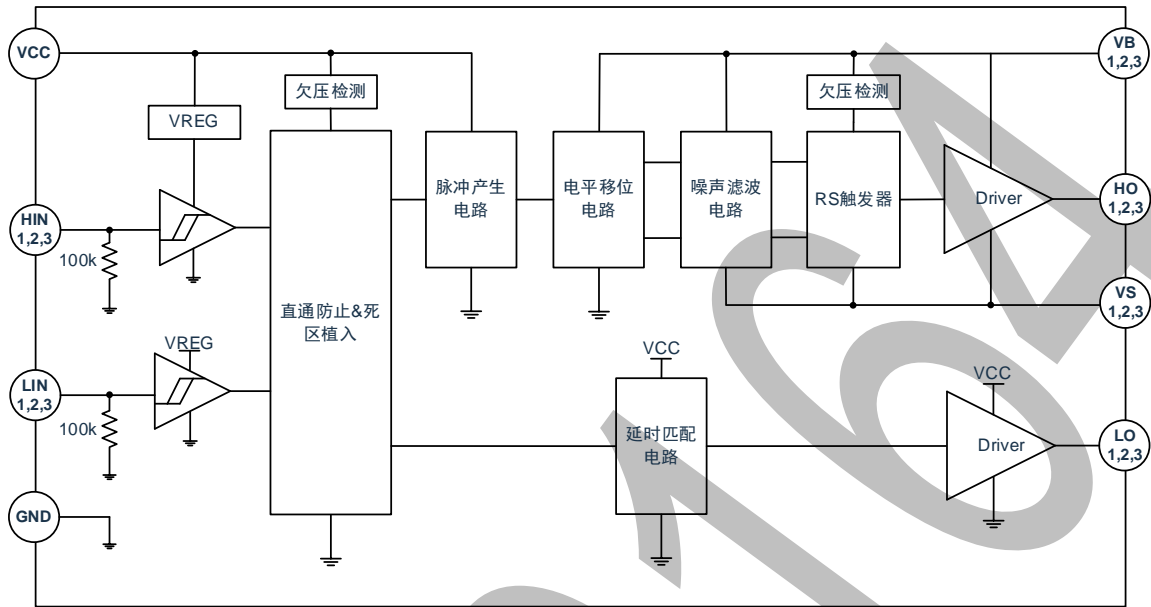 VCC
VB
1,2,3
欠压检测
欠压检测
VREG
脉冲产生
电路
电平移位
电路
噪声滤波
电路
RS触发器
Driver
HIN
1,2,3
HO
1,2,3
100k
直通防止&死
区植入
VS
1,2,3
VREG
VCC
VCC
LIN
1,2,3
100k
延时匹配
电路
Driver
LO
1,2,3
GND